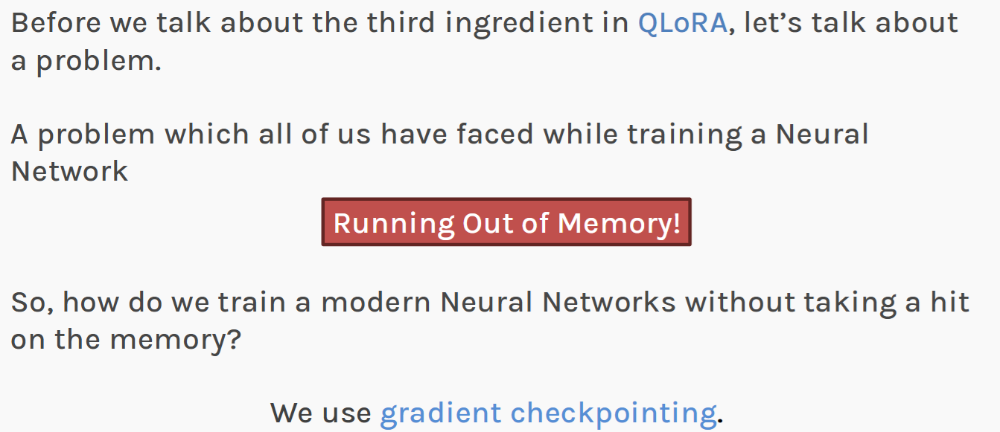 Before we talk about the third ingredient in QLoRA, let’s talk about
a problem.
A problem which all of us have faced while training a Neural
Network
Running Out of Memory!
So, how do we train a modern Neural Networks without taking a hit
on the memory?
We use gradient checkpointing.